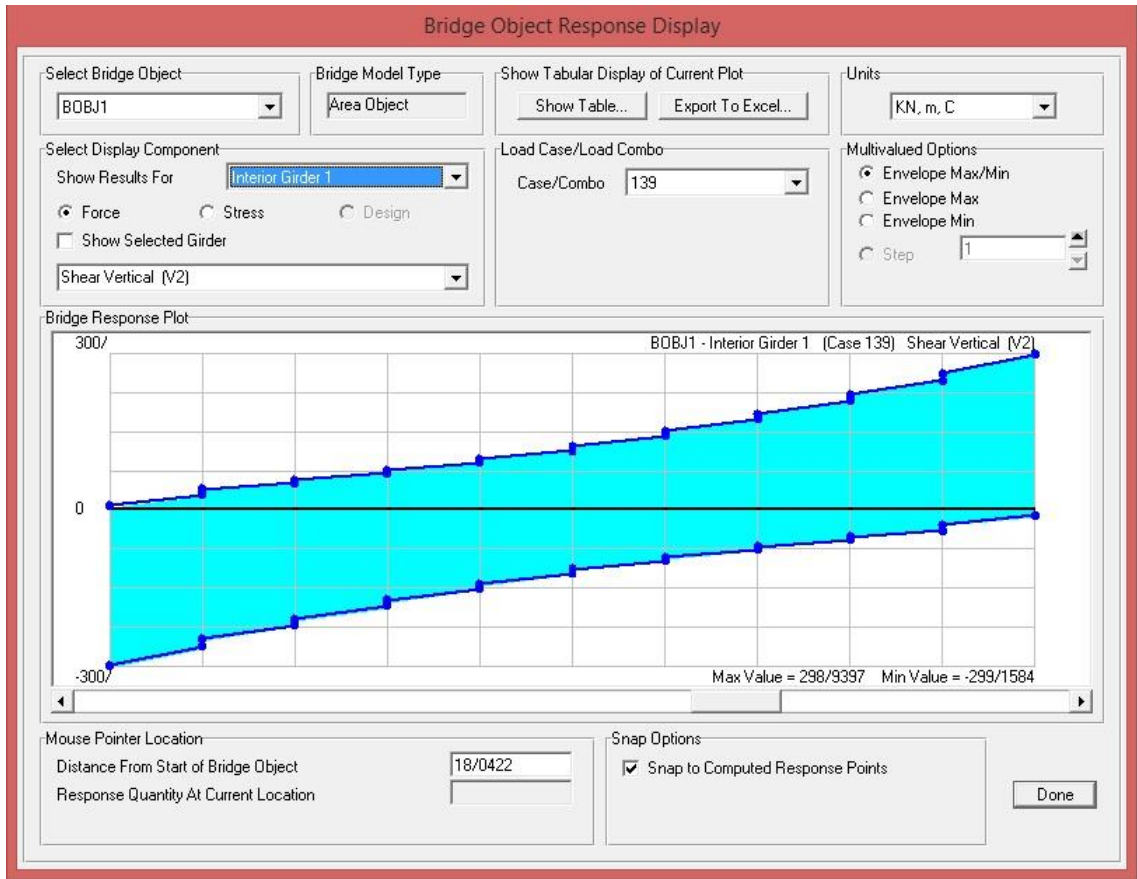 Bridge Object Response Display
Select Bridge Object
BOBJ1
Bridge Model Type
Area Object
Show Tabular Display of Current Plot
Show Table...
Export To Excel...
Units
KN, m, C
Select Display Component
Show Results For
Interior Girder 1
Force
Stress
Design
Show Selected Girder
Shear Vertical (V2)
Load Case/Load Combo
Case/Combo
139
Multivalued Options
Envelope Max/Min
Envelope Max
Envelope Min
Step
1
Bridge Response Plot
300/
BOBJ1 - Interior Girder 1 (Case 139) Shear Vertical (V2)
0
-300/
Max Value = 298/9397 Min Value = -299/1584
Mouse Pointer Location
Distance From Start of Bridge Object
18/0422
Response Quantity At Current Location
Snap Options
Snap to Computed Response Points
Done